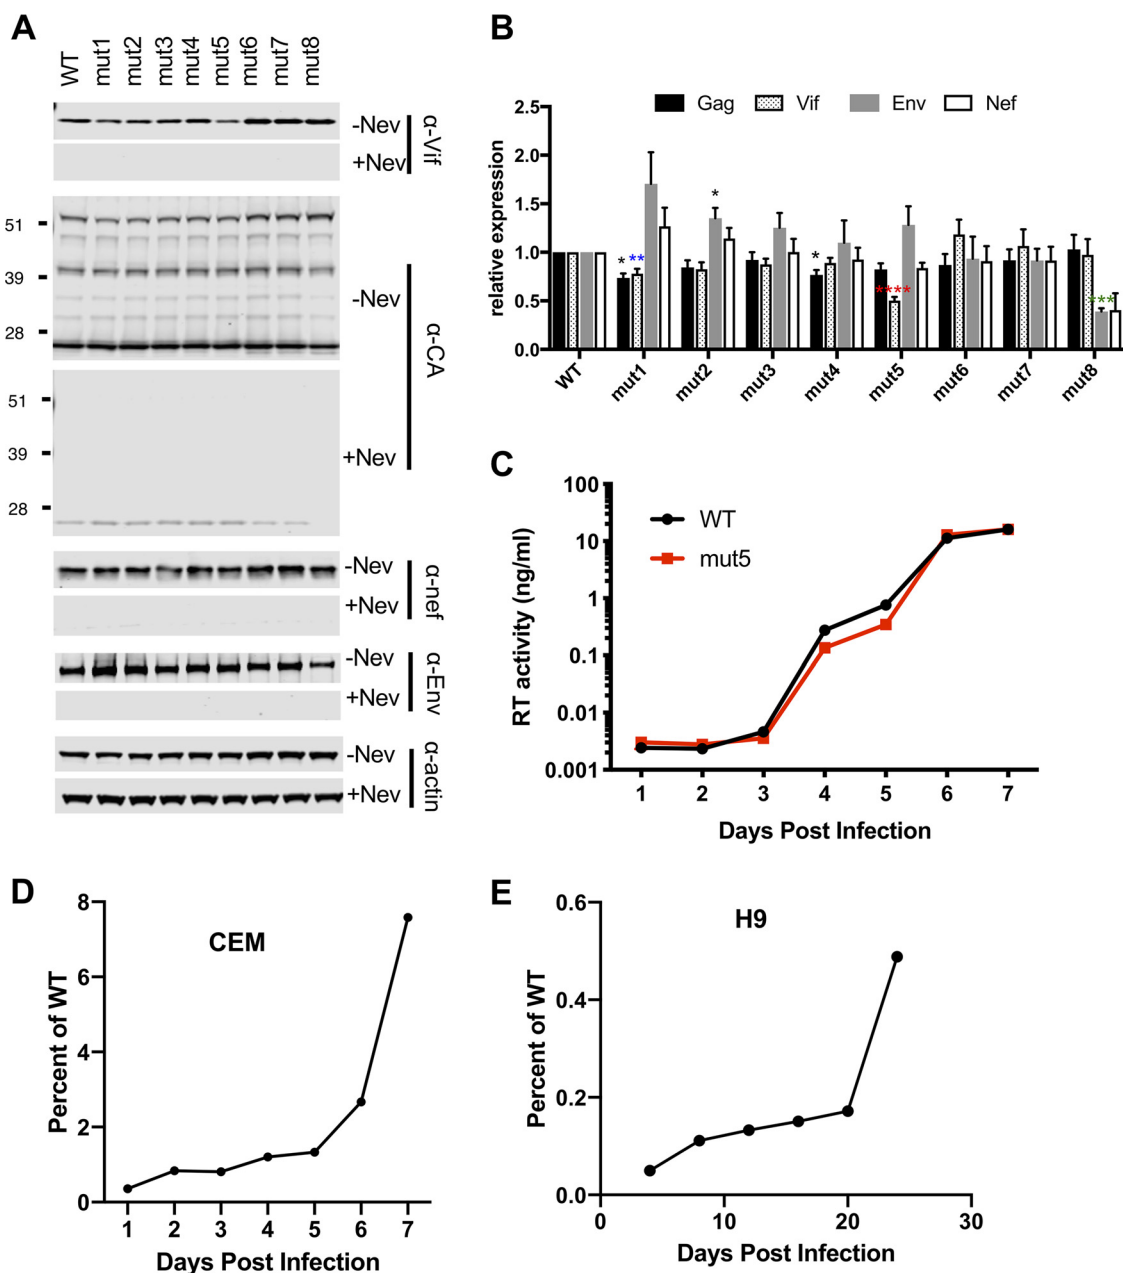 A
WT
mut1
mut2
mut3
mut4
mut5
mut6
mut7
mut8
-Nev
+Nev
α-Vif
51
39
28
-Nev
51
39
28
+Nev
α-CA
-Nev
+Nev
α-nef
-Nev
+Nev
α-Env
-Nev
+Nev
α-actin
B
Gag Vif Env Nef
relative expression
2.5
2.0
1.5
1.0
0.5
0.0
*
**
*
*
****
***
WT mut1 mut2 mut3 mut4 mut5 mut6 mut7 mut8
C
WT
mut5
RT activity (ng/ml)
100
10
1
0.1
0.01
0.001
1 2 3 4 5 6 7
Days Post Infection
D
CEM
Percent of WT
8
6
4
2
0
1 2 3 4 5 6 7
Days Post Infection
E
H9
Percent of WT
0.6
0.4
0.2
0.0
0 10 20 30
Days Post Infection